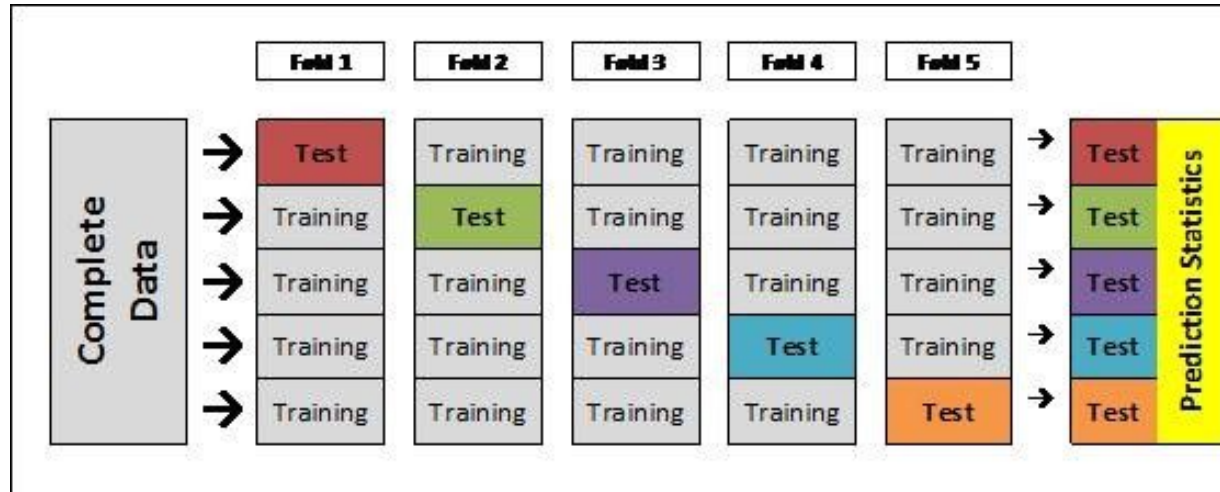 Fold 1 Fold 2 Fold 3 Fold 4 Fold 5
Complete
Data
Test Training Training Training Training Test
Training Test Training Training Training Test
Training Training Test Training Training Test
Training Training Training Test Training Test
Training Training Training Training Test Test
Prediction Statistics